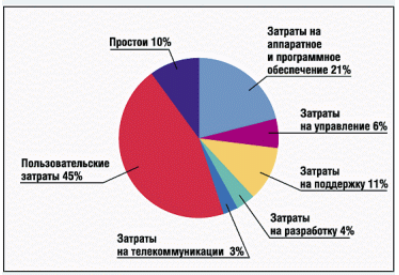 Простои 10%
Затраты на
аппаратное
и программное
обеспечение 21%
Затраты
на управление 6%
Затраты
на поддержку 11%
Затраты
на разработку 4%
Затраты
на телекоммуникации 3%
Пользовательские
затраты 45%